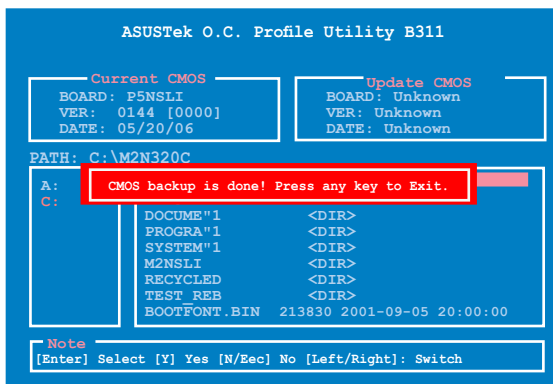 ASUSTek O.C. Profile Utility B311
Current CMOS
BOARD: P5NSLI
VER: 0144 [0000]
DATE: 05/20/06
Update CMOS
BOARD: Unknown
VER: Unknown
DATE: Unknown
PATH: C:\M2N320C
A:
C:
CMOS backup is done! Press any key to Exit.
DOCUME"1 <DIR>
PROGRA"1 <DIR>
SYSTEM"1 <DIR>
M2NSLI <DIR>
RECYCLED <DIR>
TEST_REB <DIR>
BOOTFONT.BIN 213830 2001-09-05 20:00:00
Note
[Enter] Select [Y] Yes [N/Eec] No [Left/Right]: Switch